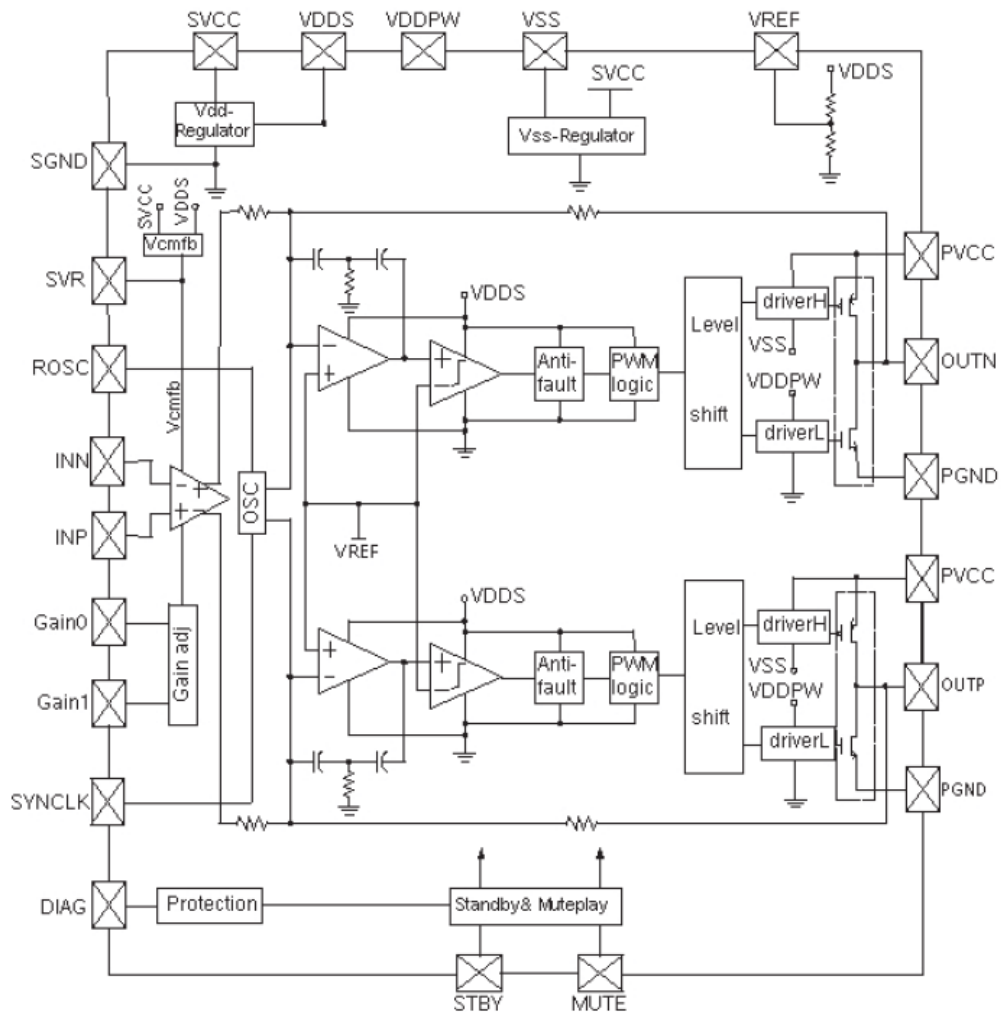 SVCC
VDDS
VDDPW
VSS
VREF
SVCC
VDDS
Vdd-
Regulator
Vss-Regulator
SGND
SVCC
VDDS
Vcmfb
SVR
PVCC
VDDS
Level
shift
driverH
VSS
VDDPW
driverL
ROSC
Anti-
fault
PWM
logic
OUTN
Vcmfb
INN
PGND
OSC
INP
VREF
PVCC
VDDS
Gain0
Gain adj
Level
shift
driverH
VSS
VDDPW
driverL
Anti-
fault
PWM
logic
OUTP
Gain1
SYNCLK
PGND
DIAG
Protection
Standby& Muteplay
STBY
MUTE